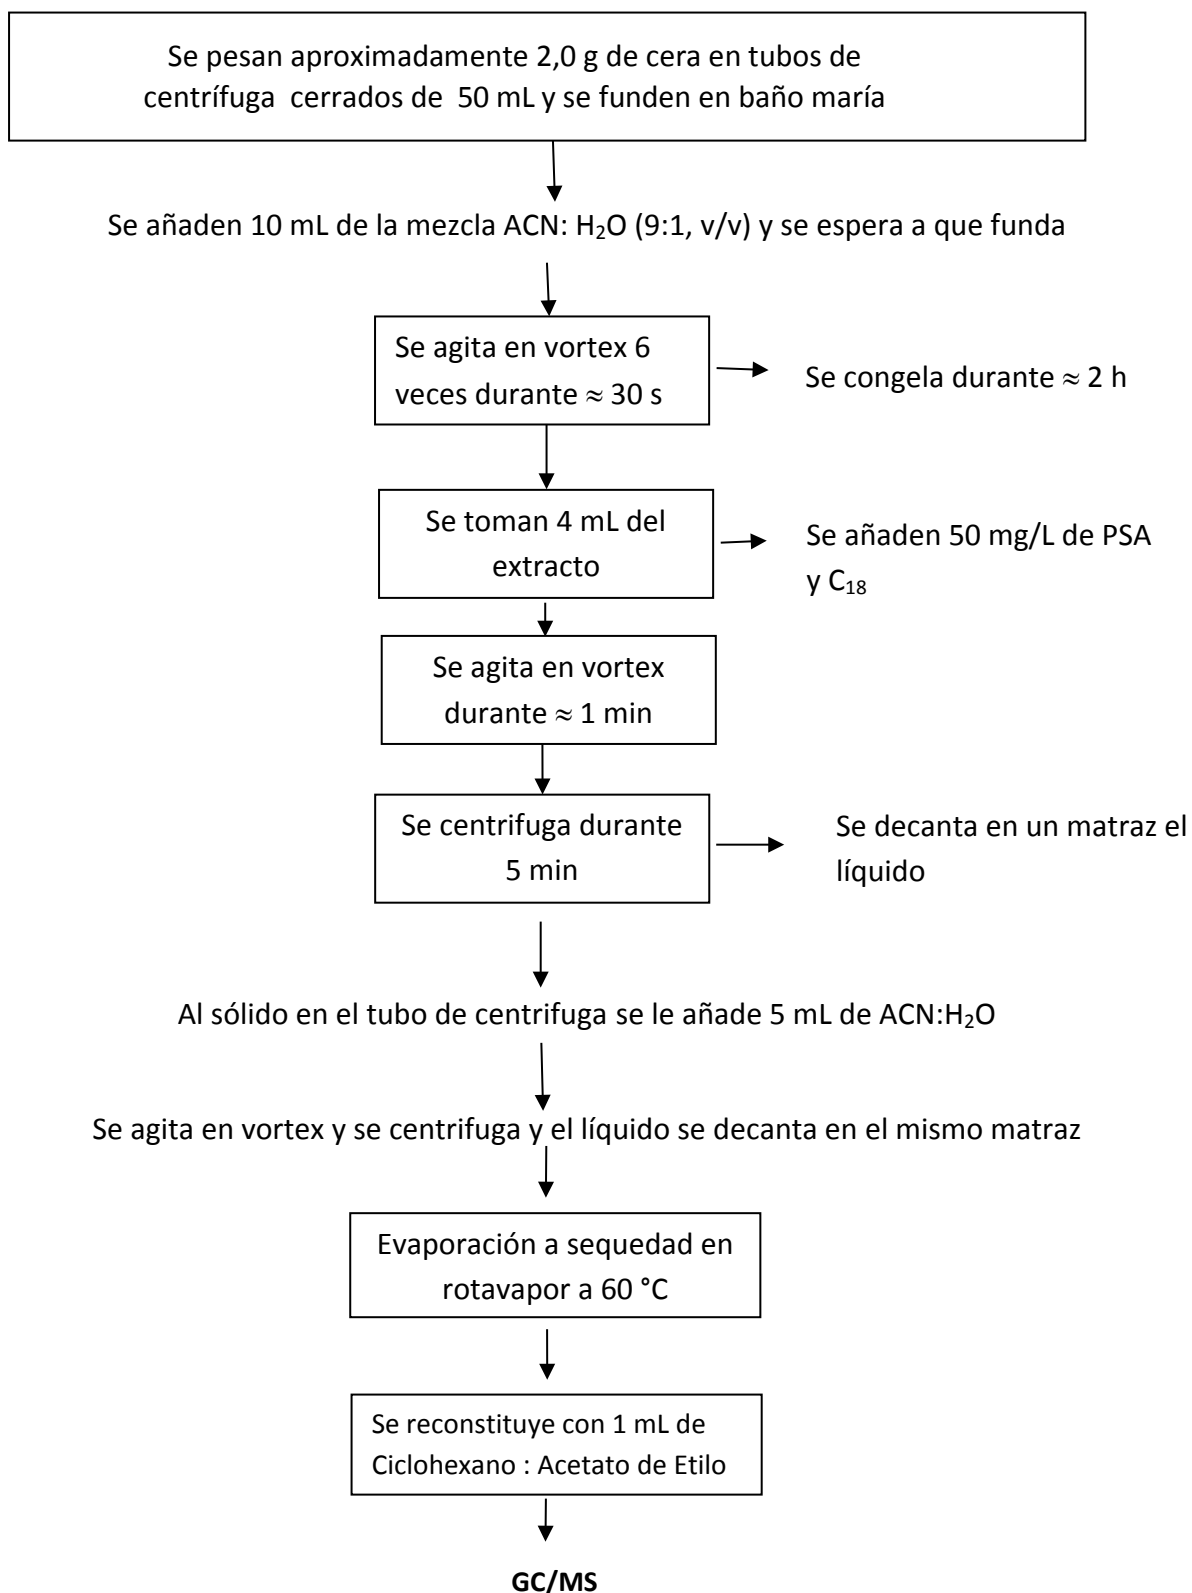 Se pesan aproximadamente 2,0 g de cera en tubos de
centrífuga cerrados de 50 mL y se funden en baño maría
Se añaden 10 mL de la mezcla ACN: H₂O (9:1, v/v) y se espera a que funda
Se agita en vortex 6
veces durante ≈ 30 s
Se congela durante ≈ 2 h
Se toman 4 mL del
extracto
Se añaden 50 mg/L de PSA
y C₁₈
Se agita en vortex
durante ≈ 1 min
Se centrifuga durante
5 min
Se decanta en un matraz el
líquido
Al sólido en el tubo de centrifuga se le añade 5 mL de ACN:H₂O
Se agita en vortex y se centrifuga y el líquido se decanta en el mismo matraz
Evaporación a sequedad en
rotavapor a 60 °C
Se reconstituye con 1 mL de
Ciclohexano : Acetato de Etilo
GC/MS